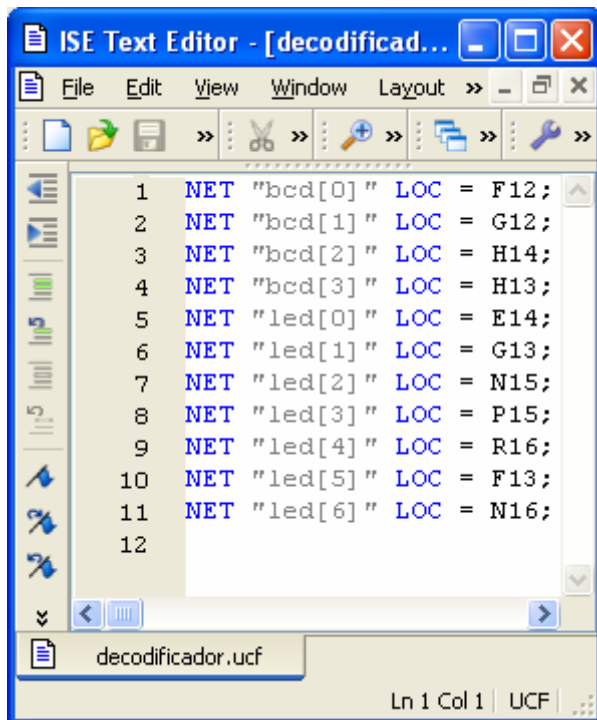 ISE Text Editor - [decodificad...
File Edit View Window Layout »
» » » » »
1 NET "bcd[0]" LOC = F12;
2 NET "bcd[1]" LOC = G12;
3 NET "bcd[2]" LOC = H14;
4 NET "bcd[3]" LOC = H13;
5 NET "led[0]" LOC = E14;
6 NET "led[1]" LOC = G13;
7 NET "led[2]" LOC = N15;
8 NET "led[3]" LOC = P15;
9 NET "led[4]" LOC = R16;
10 NET "led[5]" LOC = F13;
11 NET "led[6]" LOC = N16;
12
decodificador.ucf
Ln 1 Col 1 UCF